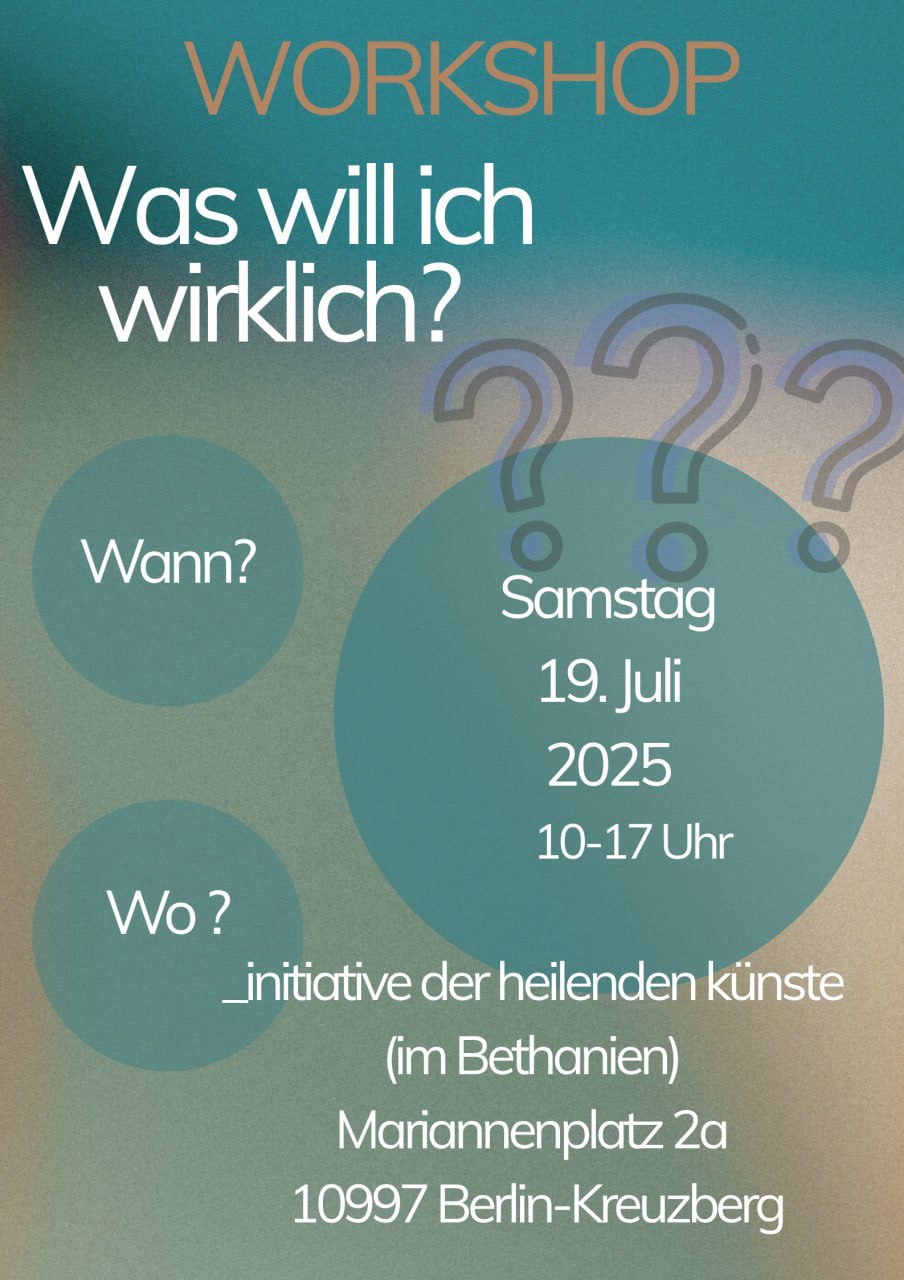 WORKSHOP
Was will ich
wirklich?
???
Wann?
Samstag
19. Juli
2025
10-17 Uhr
Wo ?
_initiative der heilenden künste
(im Bethanien)
Mariannenplatz 2a
10997 Berlin-Kreuzberg